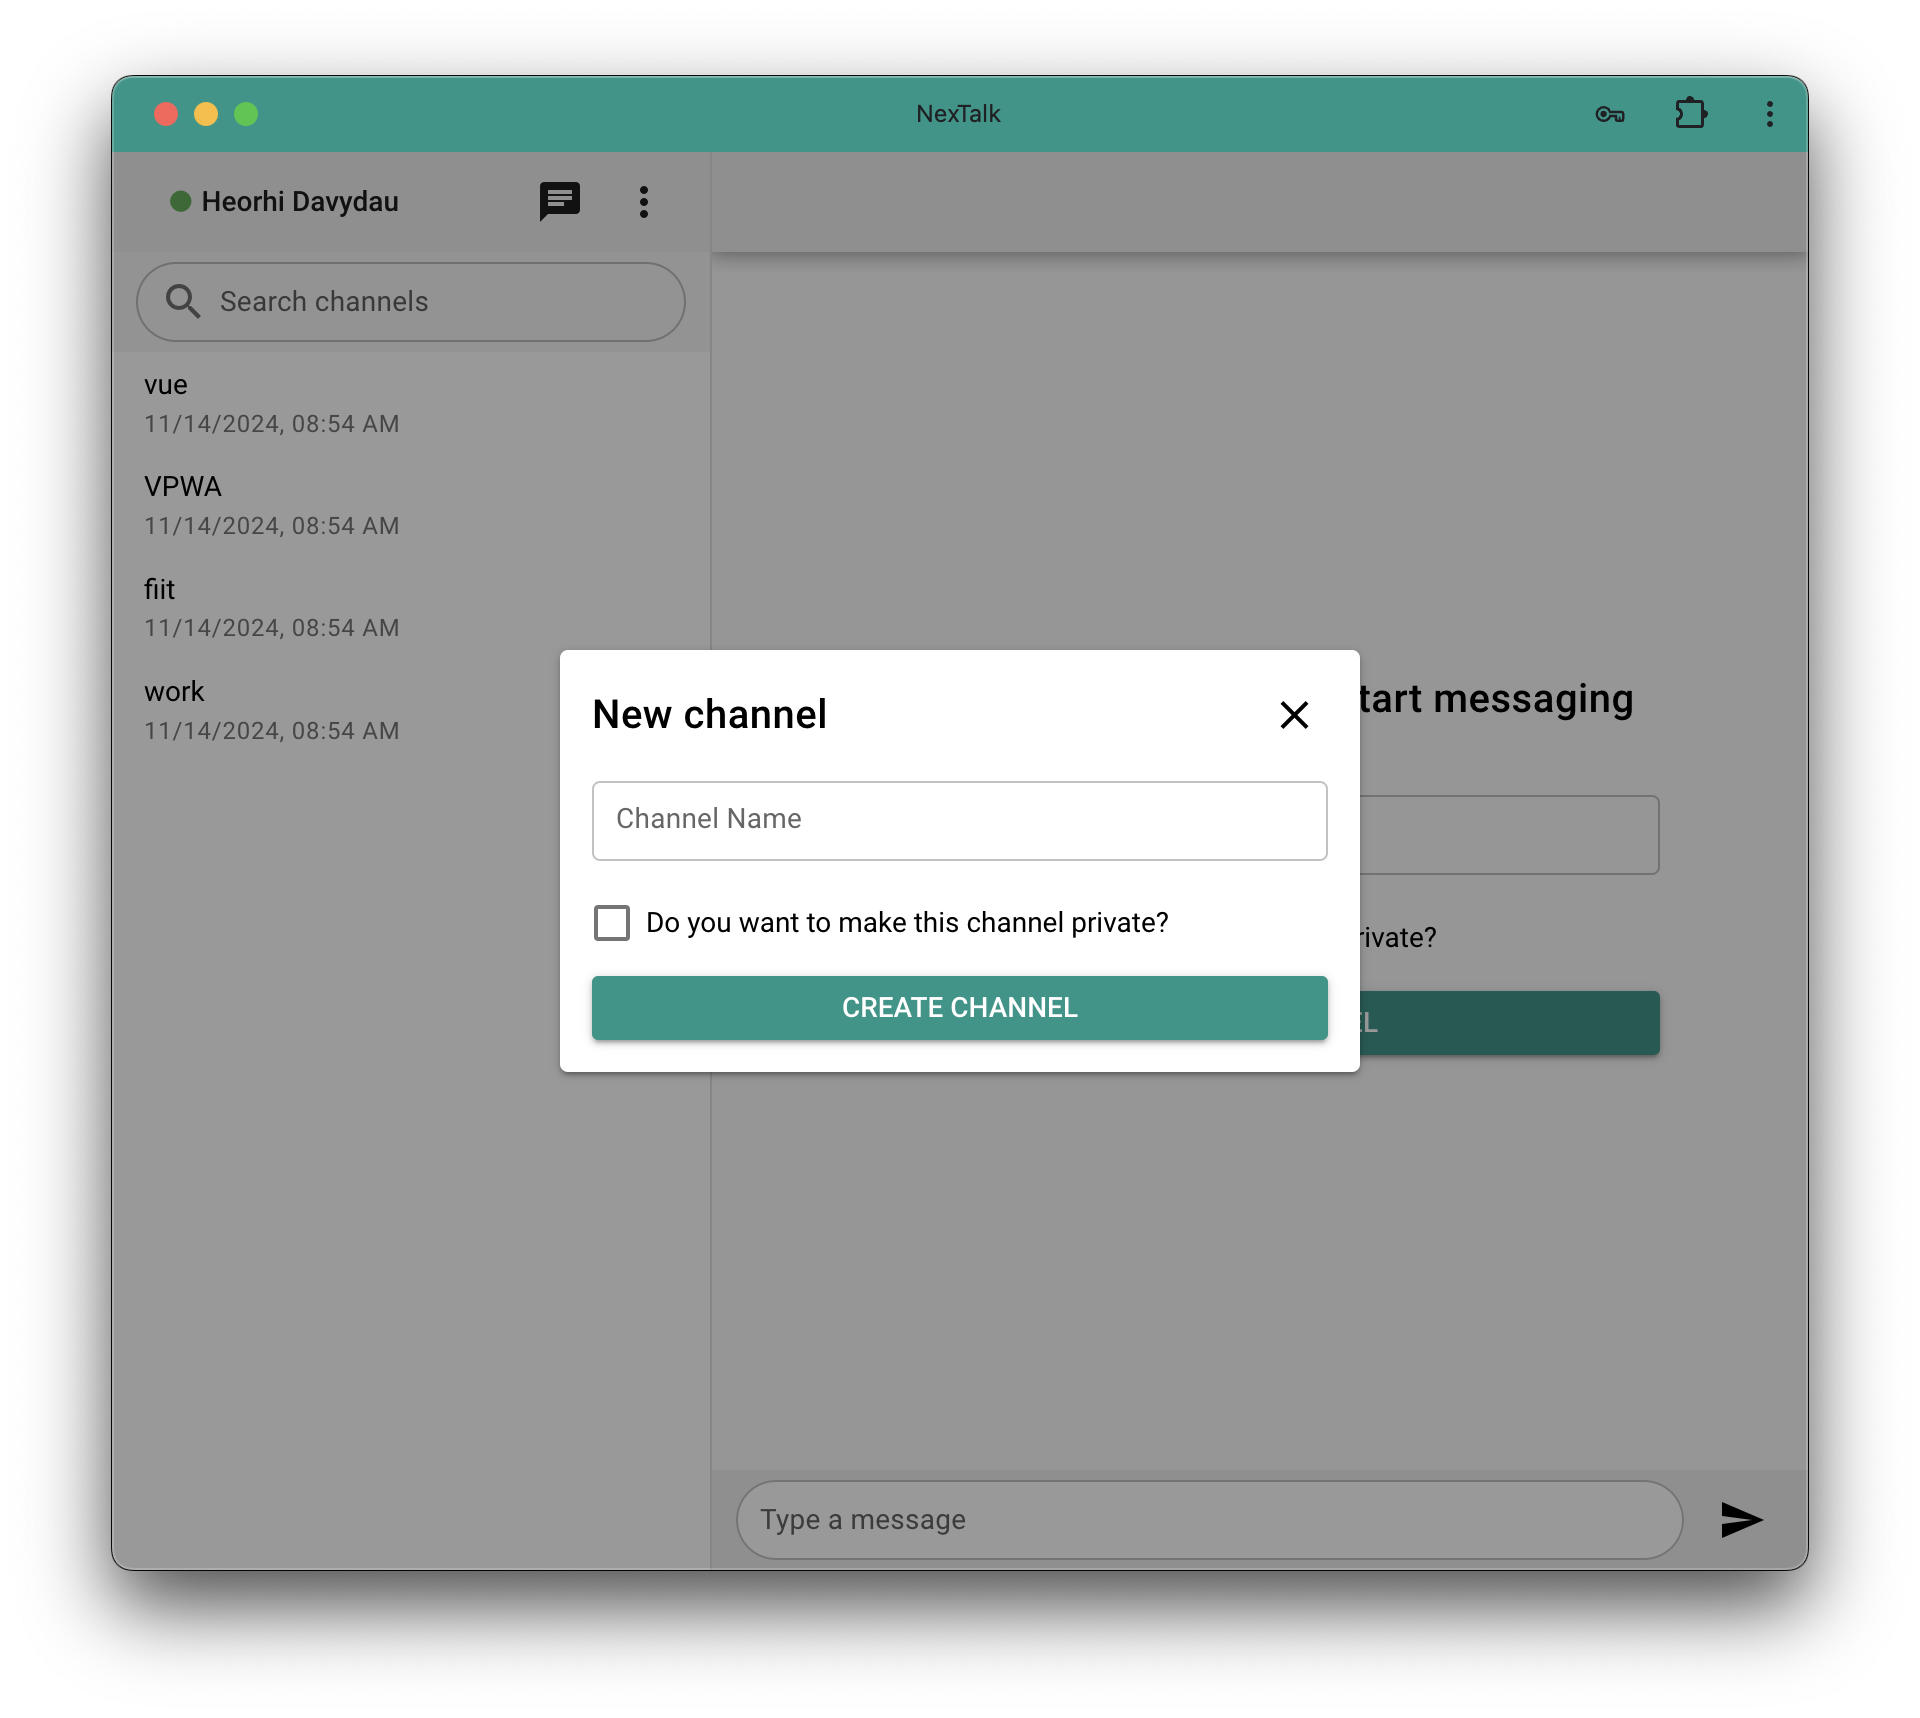 NexTalk
Heorhi Davydau
Search channels
vue
11/14/2024, 08:54 AM
VPWA
11/14/2024, 08:54 AM
fiit
11/14/2024, 08:54 AM
work
11/14/2024, 08:54 AM
New channel
Channel Name
Do you want to make this channel private?
CREATE CHANNEL
messaging
Type a message